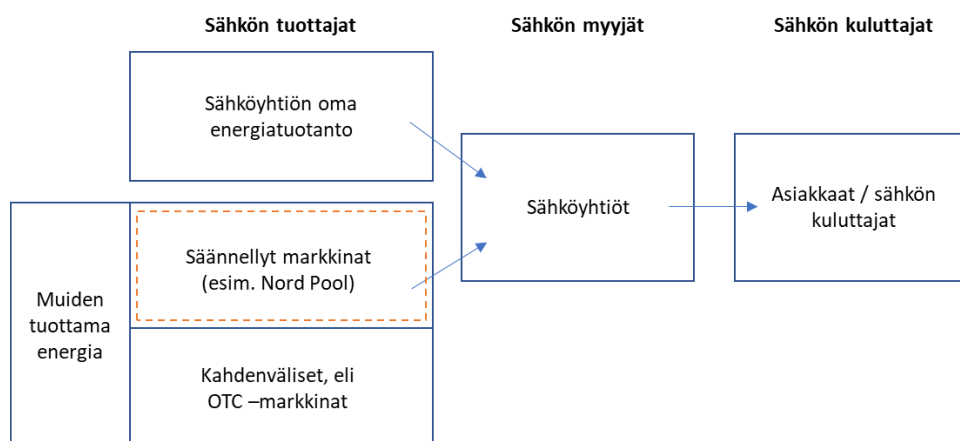 Sähkön tuottajat
Sähkön myyjät
Sähkön kuluttajat
Sähköyhtiön oma
energiatuotanto
Sähköyhtiöt
Asiakkaat / sähkön
kuluttajat
Muiden
tuottama
energia
Säännellyt markkinat
(esim. Nord Pool)
Kahdenväliset, eli
OTC –markkinat